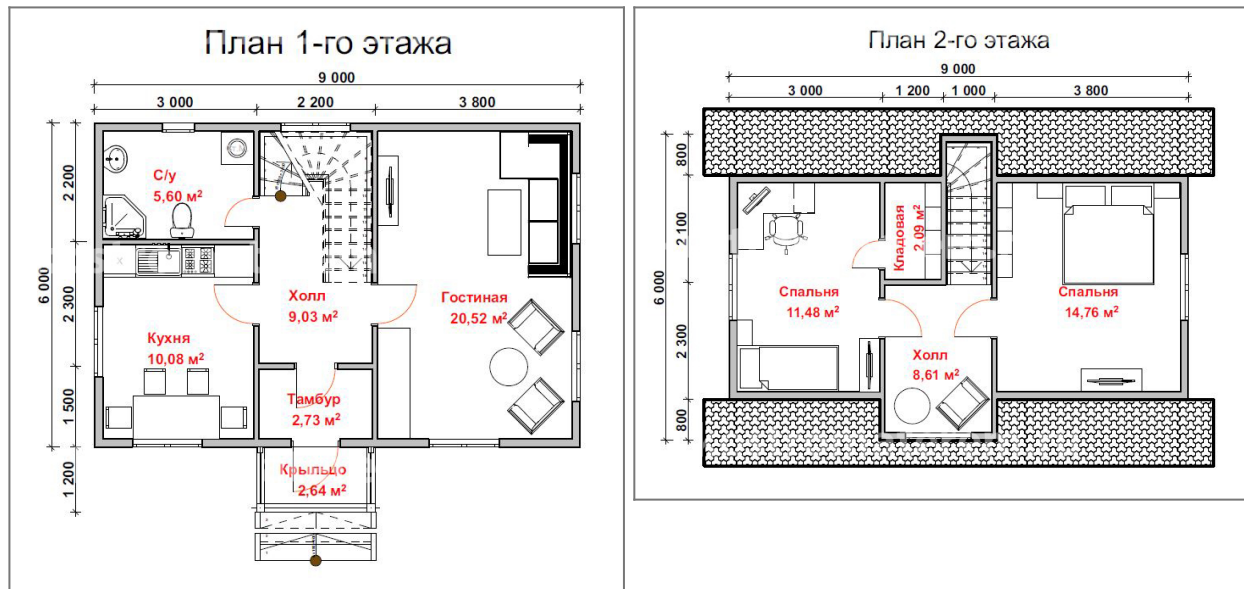 План 1-го этажа
9 000
3 000
2 200
3 800
6 000
2 200
2 300
1 500
1 200
С/у
5,60 м²
Холл
9,03 м²
Гостиная
20,52 м²
Кухня
10,08 м²
Тамбур
2,73 м²
Крыльцо
2,64 м²
План 2-го этажа
9 000
3 000
1 200
1 000
3 800
6 000
800
2 100
2 300
800
Кладовая
2.09 м²
Спальня
11,48 м²
Спальня
14,76 м²
Холл
8,61 м²